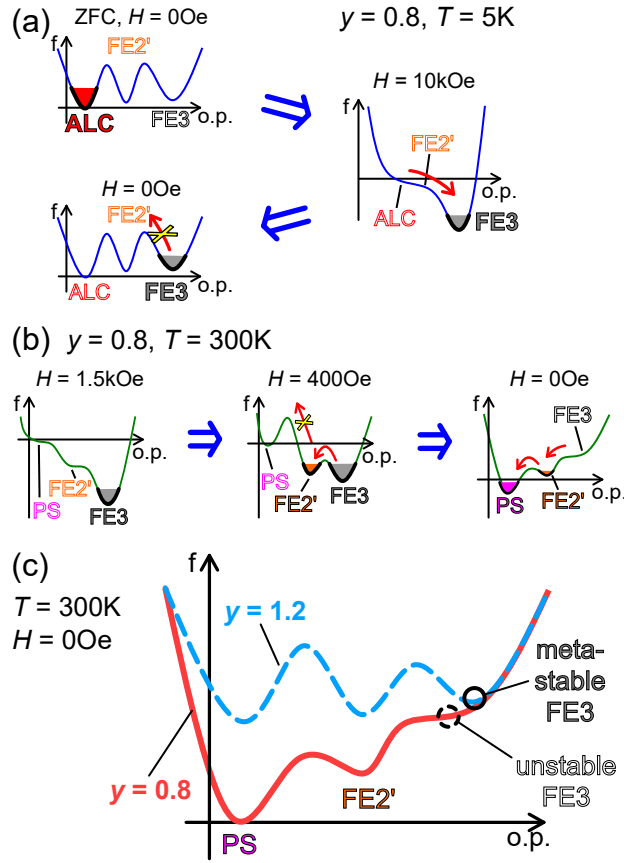 (a)
ZFC, H = 0Oe
y = 0.8, T = 5K
f
FE2'
ALC
FE3
o.p.
H = 10kOe
f
FE2'
o.p.
ALC
FE3
H = 0Oe
f
FE2'
ALC
FE3
o.p.
(b) y = 0.8, T = 300K
H = 1.5kOe
f
o.p.
PS
FE2'
FE3
H = 400Oe
f
o.p.
PS
FE2'
FE3
H = 0Oe
f
FE3
o.p.
PS
FE2'
(c)
T = 300K
H = 0Oe
f
y = 1.2
meta-
stable
FE3
unstable
FE3
y = 0.8
FE2'
PS
o.p.